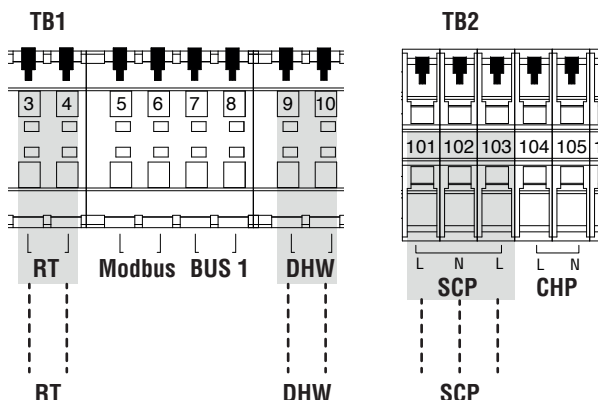 TB1 TB2
3 4 5 6 7 8 9 10
101 102 103 104 105
L N L L N
RT Modbus BUS 1 DHW SCP CHP
RT DHW SCP